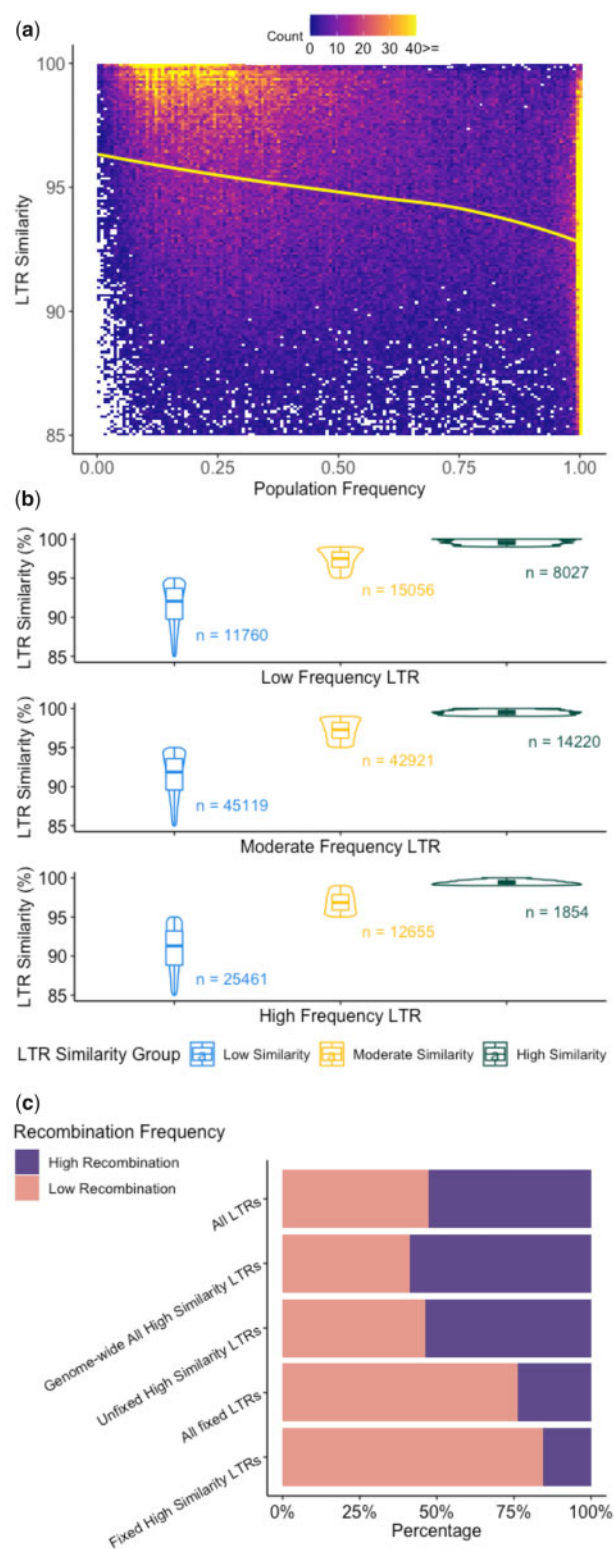 (a)
Count 0 10 30 40>=
100
95
90
85
LTR Similarity
0.00 0.25 0.50 0.75 1.00
Population Frequency
(b)
LTR Similarity (%)
100
95
90
85
n = 11760
n = 15056
n = 8027
Low Frequency LTR
LTR Similarity (%)
100
95
90
85
n = 45119
n = 42921
n = 14220
Moderate Frequency LTR
LTR Similarity (%)
100
95
90
85
n = 25461
n = 12655
n = 1854
High Frequency LTR
LTR Similarity Group Low Similarity Moderate Similarity High Similarity
(c)
Recombination Frequency
High Recombination
Low Recombination
All LTRs
Genome-wide All High Similarity LTRs
Unfixed High Similarity LTRs
All fixed LTRs
Fixed High Similarity LTRs
0% 25% 50% 75% 100%
Percentage